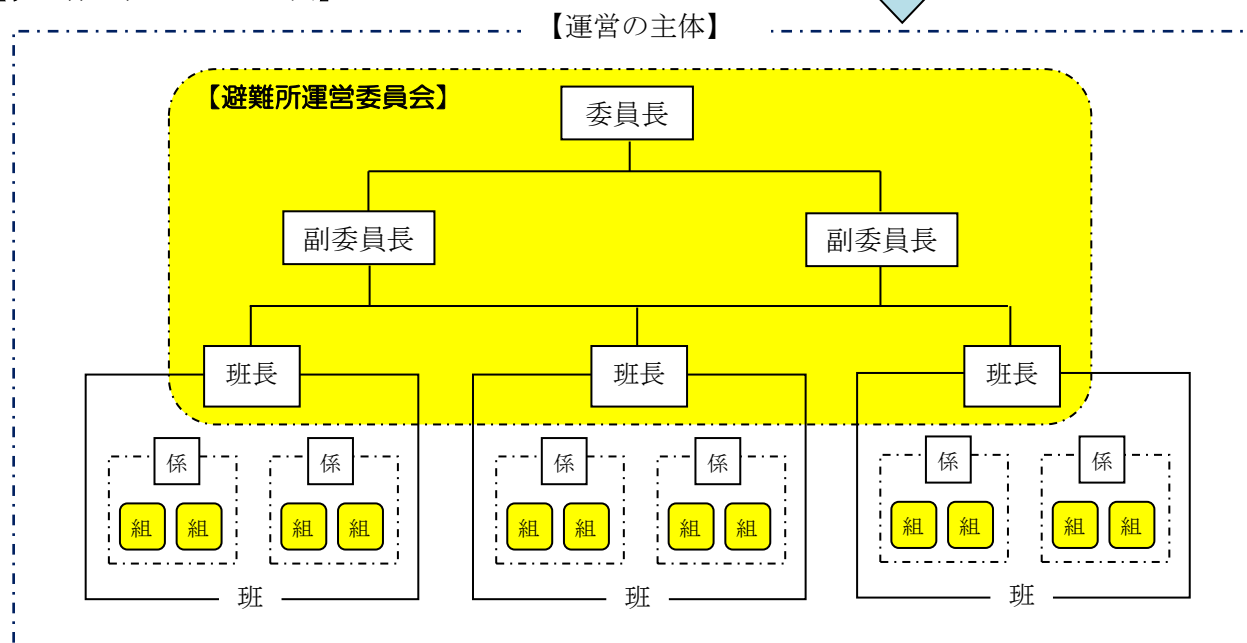 【運営の主体】
【避難所運営委員会】
委員長
副委員長 副委員長
班長 班長 班長
係 係 係 係 係 係
組 組 組 組 組 組 組 組 組 組 組 組
班 班 班